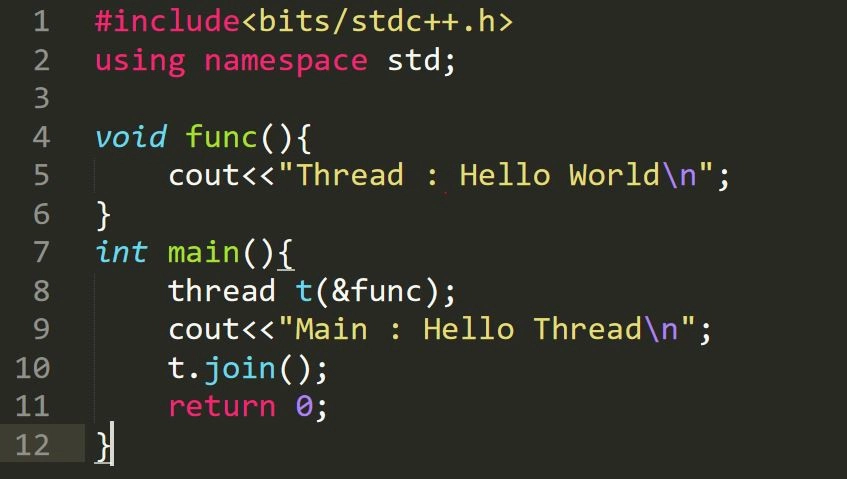 1 #include<bits/stdc++.h>
2 using namespace std;
3
4 void func(){
5     cout<<"Thread : Hello World\n";
6 }
7 int main(){
8     thread t(&func);
9     cout<<"Main : Hello Thread\n";
10     t.join();
11     return 0;
12 }